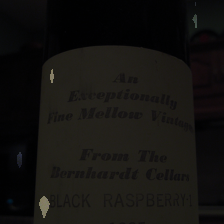 An
Exceptionally
Fine Mellow Vintage
From The
Bernhardt Cellars
BLACK RASPBERRY